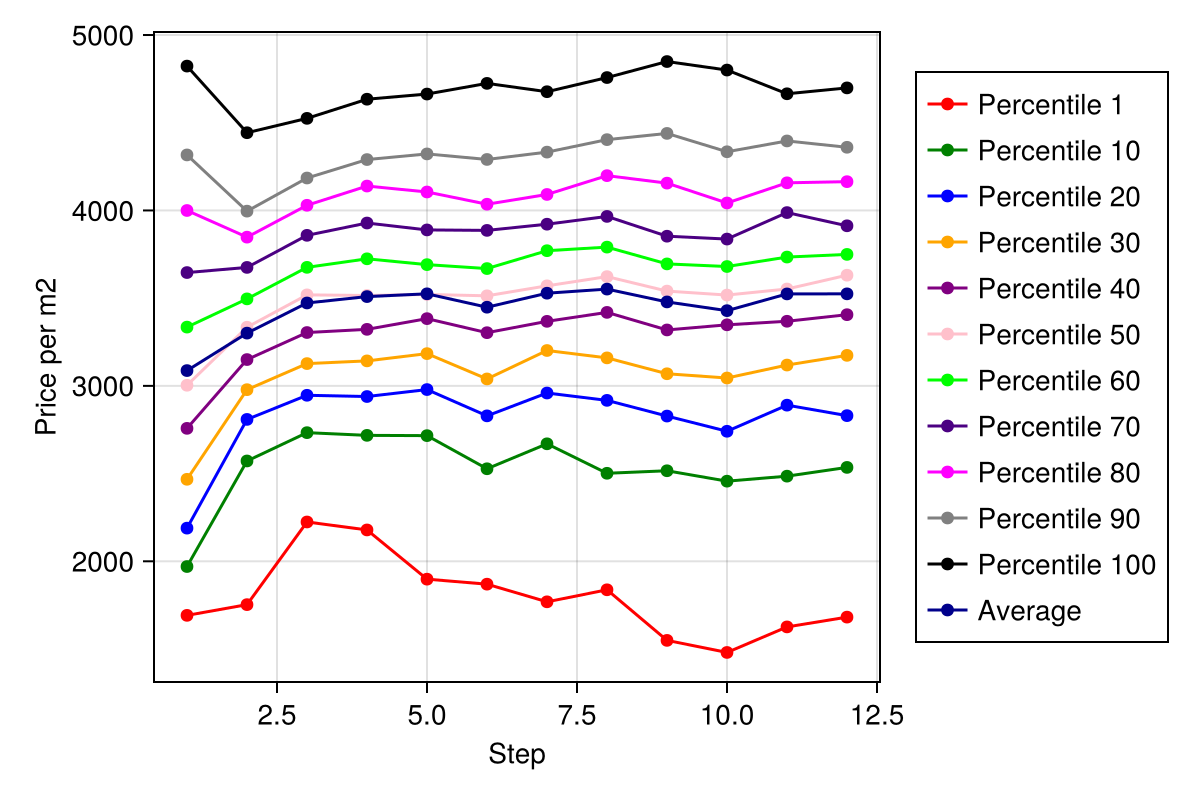 5000
4000
3000
2000
Price per m2
2.5
5.0
7.5
10.0
12.5
Step
Percentile 1
Percentile 10
Percentile 20
Percentile 30
Percentile 40
Percentile 50
Percentile 60
Percentile 70
Percentile 80
Percentile 90
Percentile 100
Average